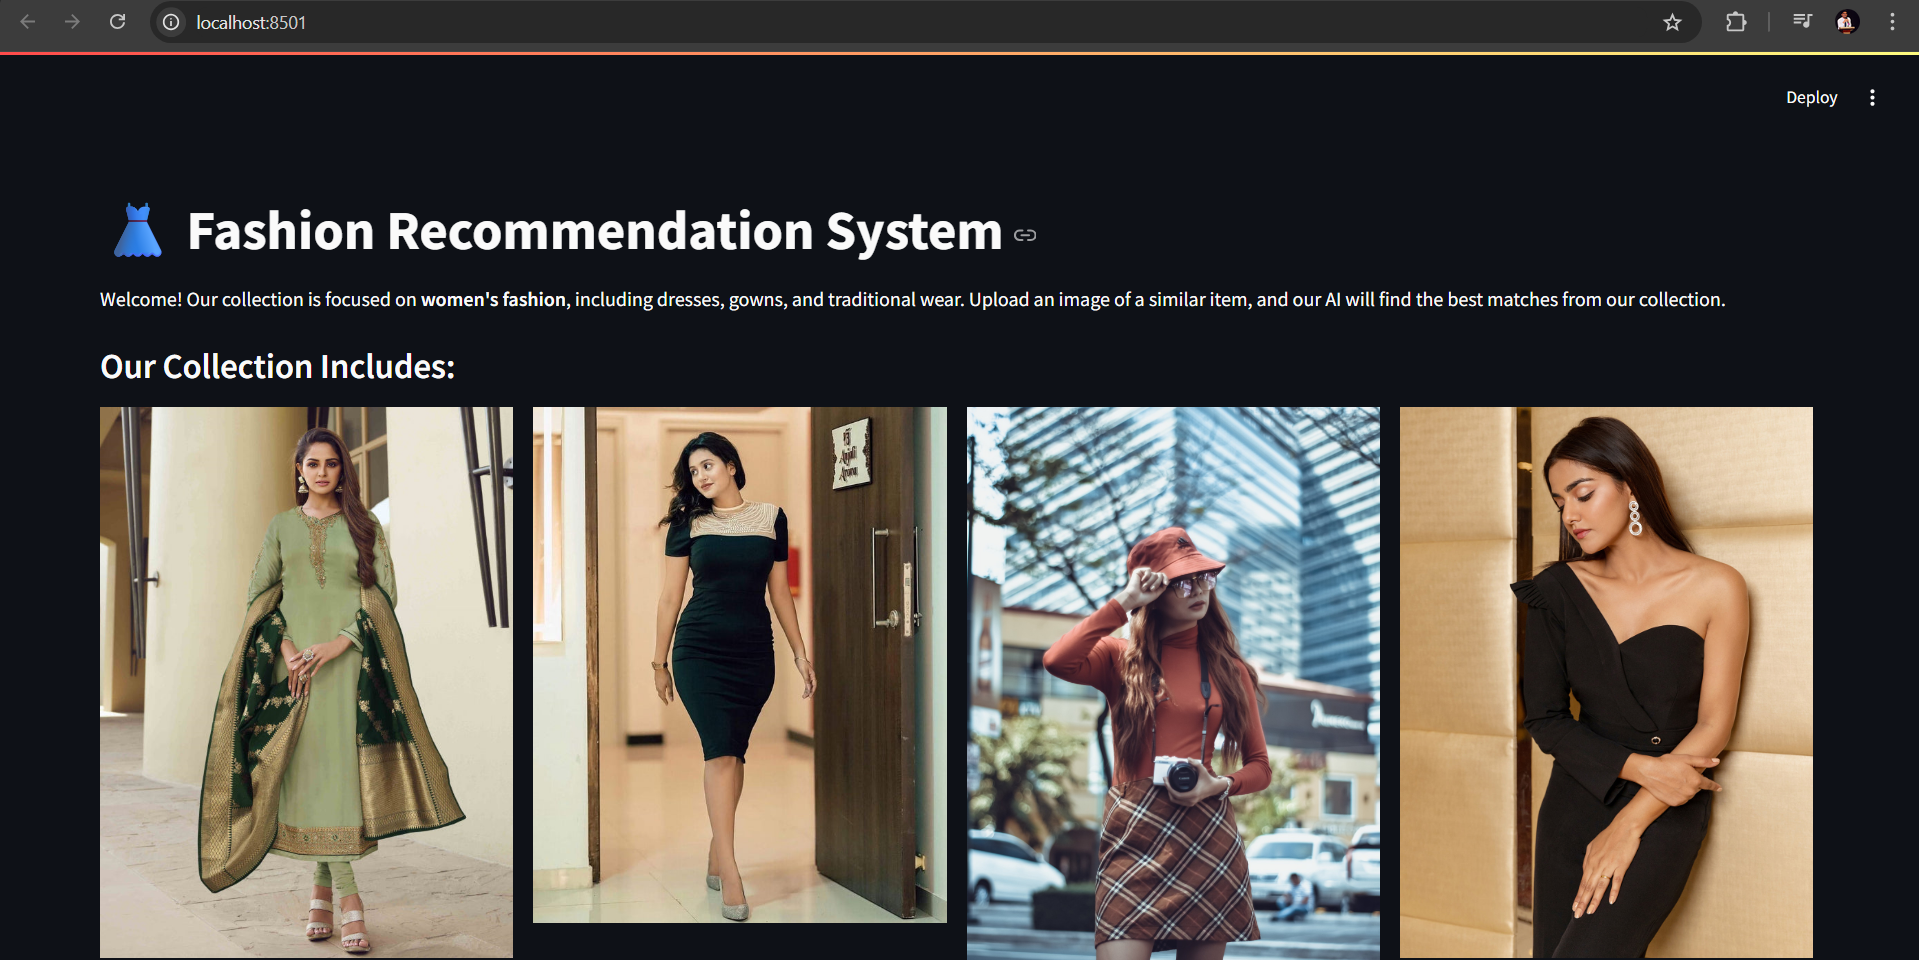 localhost:8501
Deploy
Fashion Recommendation System
Welcome! Our collection is focused on women's fashion, including dresses, gowns, and traditional wear. Upload an image of a similar item, and our AI will find the best matches from our collection.
Our Collection Includes: